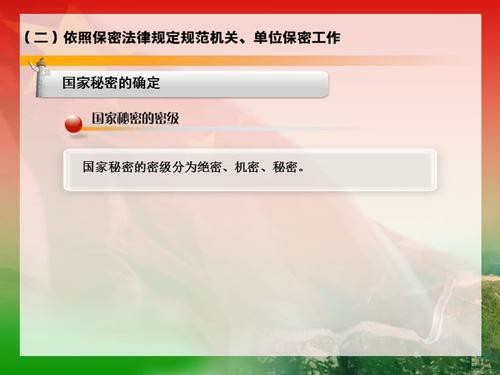 （二）依照保密法律规定规范机关、单位保密工作
国家秘密的确定
国家秘密的密级
国家秘密的密级分为绝密、机密、秘密。